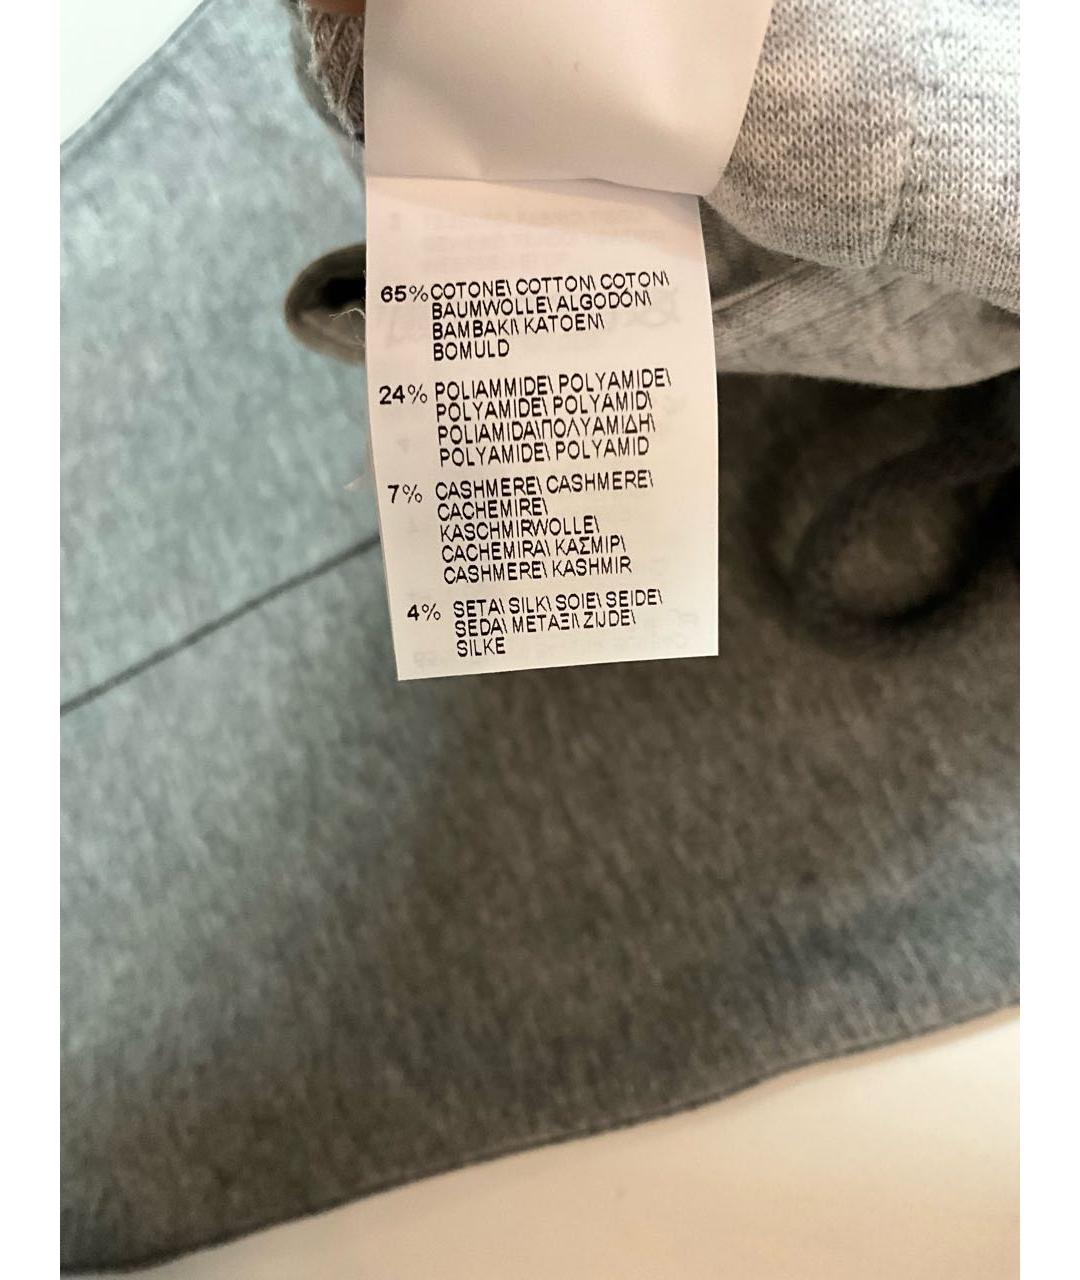 65% COTONE\ COTTON\ COTON\
BAUMWOLLE\ ALGODÓN\
BAMBAKI\ KATOEN\
BOMULD
24% POLIAMMIDE\ POLYAMIDE\
POLYAMIDE\ POLYAMID\
POLIAMIDA\ΠΟΛΥΑΜΙΔΗ\
POLYAMIDE\ POLYAMID
7% CASHMERE\ CASHMERE\
CACHEMIRE\
KASCHMIRWOLLE\
CACHEMIRA\ ΚΑΣΜΙΡ\
CASHMERE\ KASHMIR
4% SETA\ SILK\ SOIE\ SEIDE\
SEDA\ ΜΕΤΑΞΙ\ ZIJDE\
SILKE